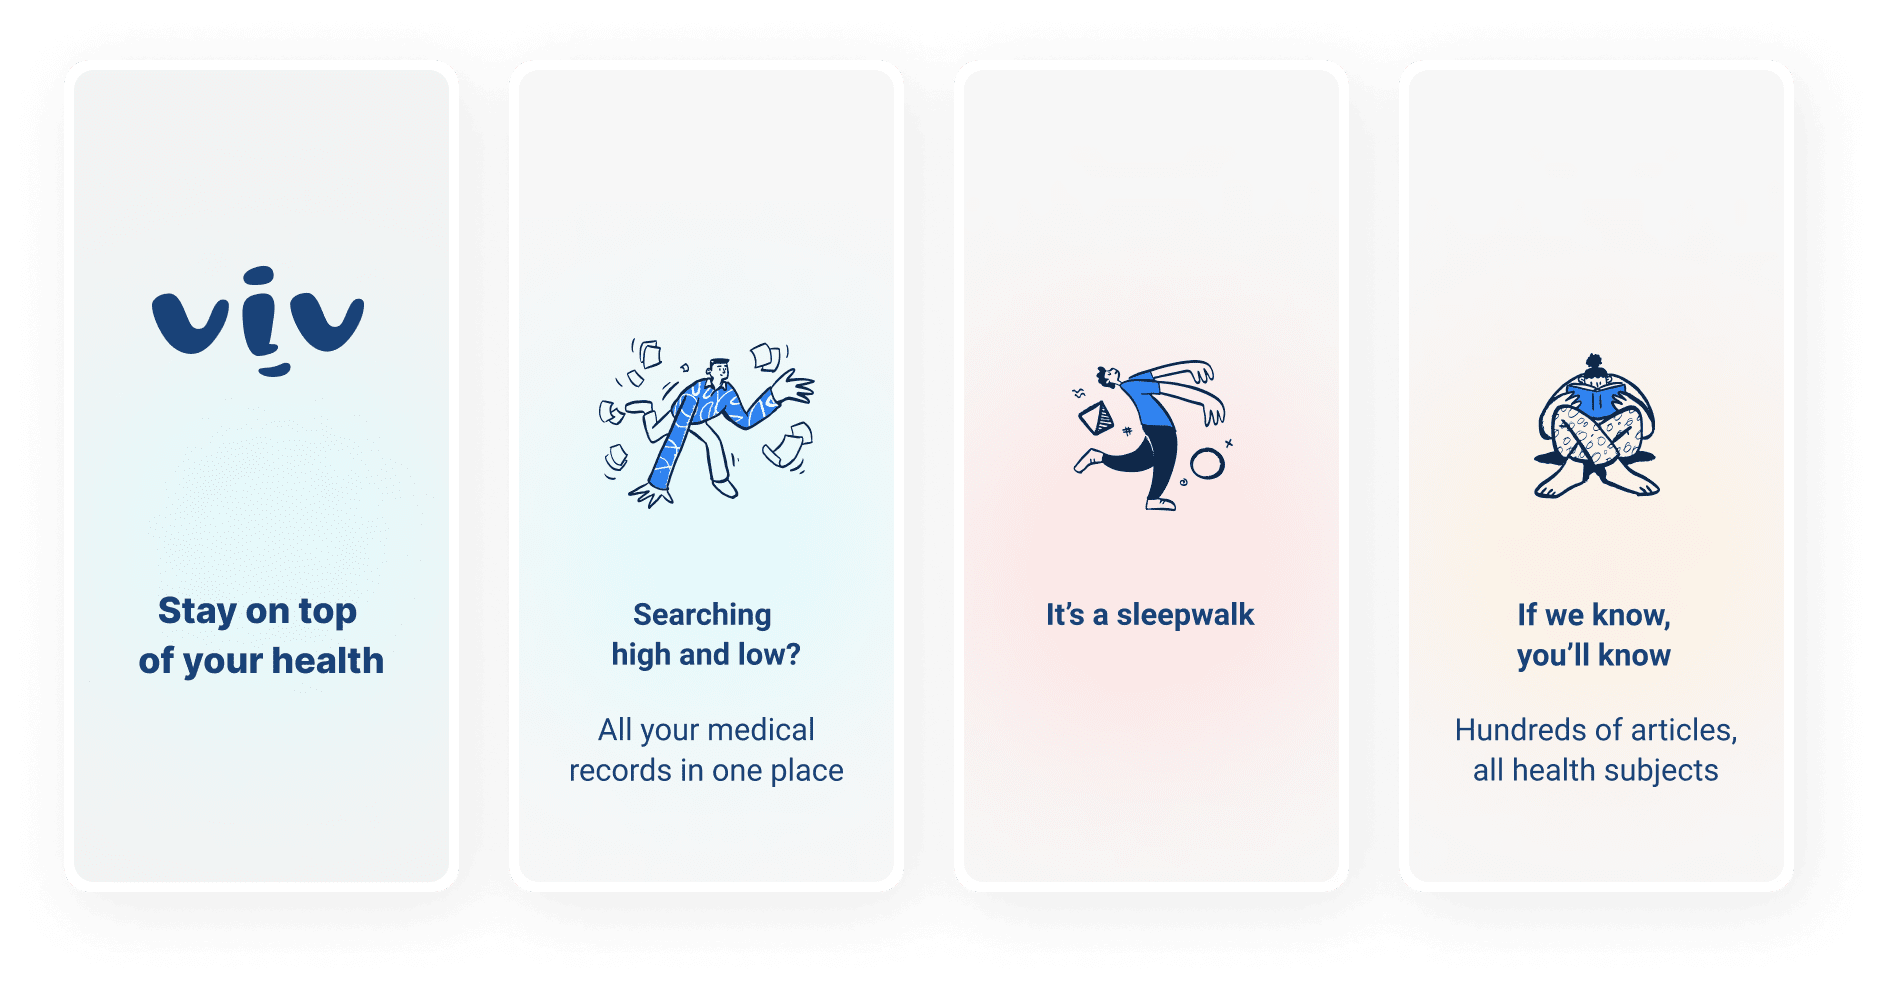 viv
Stay on top
of your health
Searching
high and low?
All your medical
records in one place
It's a sleepwalk
If we know,
you'll know
Hundreds of articles,
all health subjects